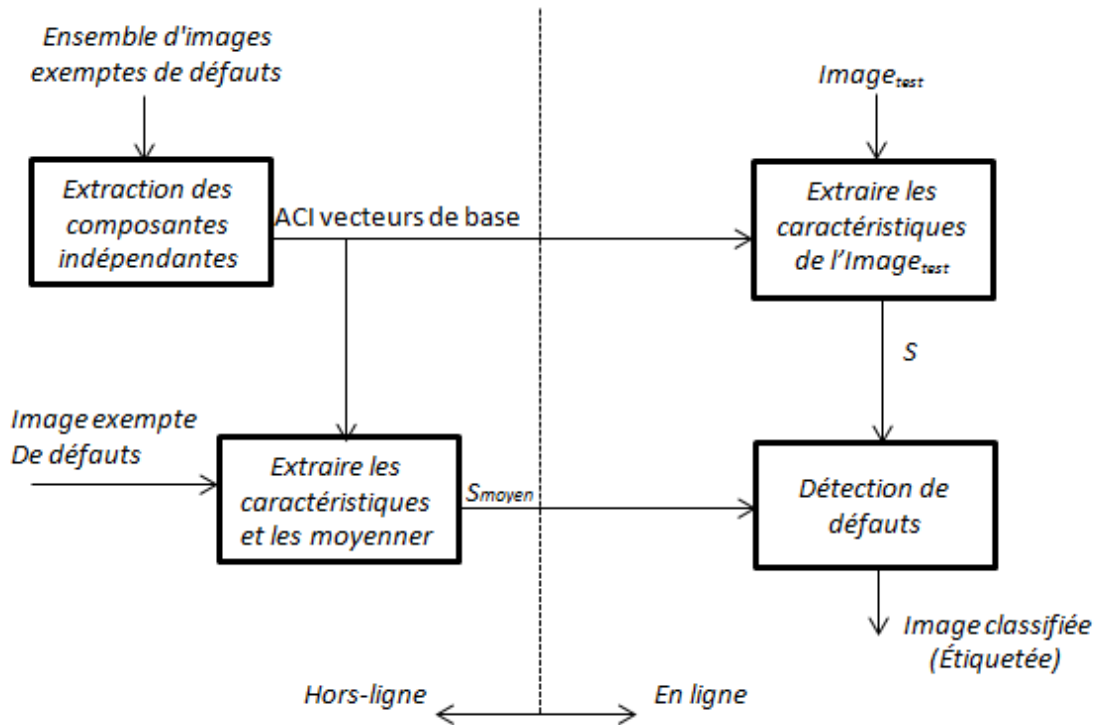 Ensemble d'images
exemptes de défauts
Extraction des
composantes
indépendantes
ACI vecteurs de base
Image exempte
De défauts
Extraire les
caractéristiques
et les moyenner
Smoyen
Hors-ligne
Imagetest
Extraire les
caractéristiques
de l’Imagetest
S
Détection de
défauts
Image classifiée
(Étiquetée)
En ligne